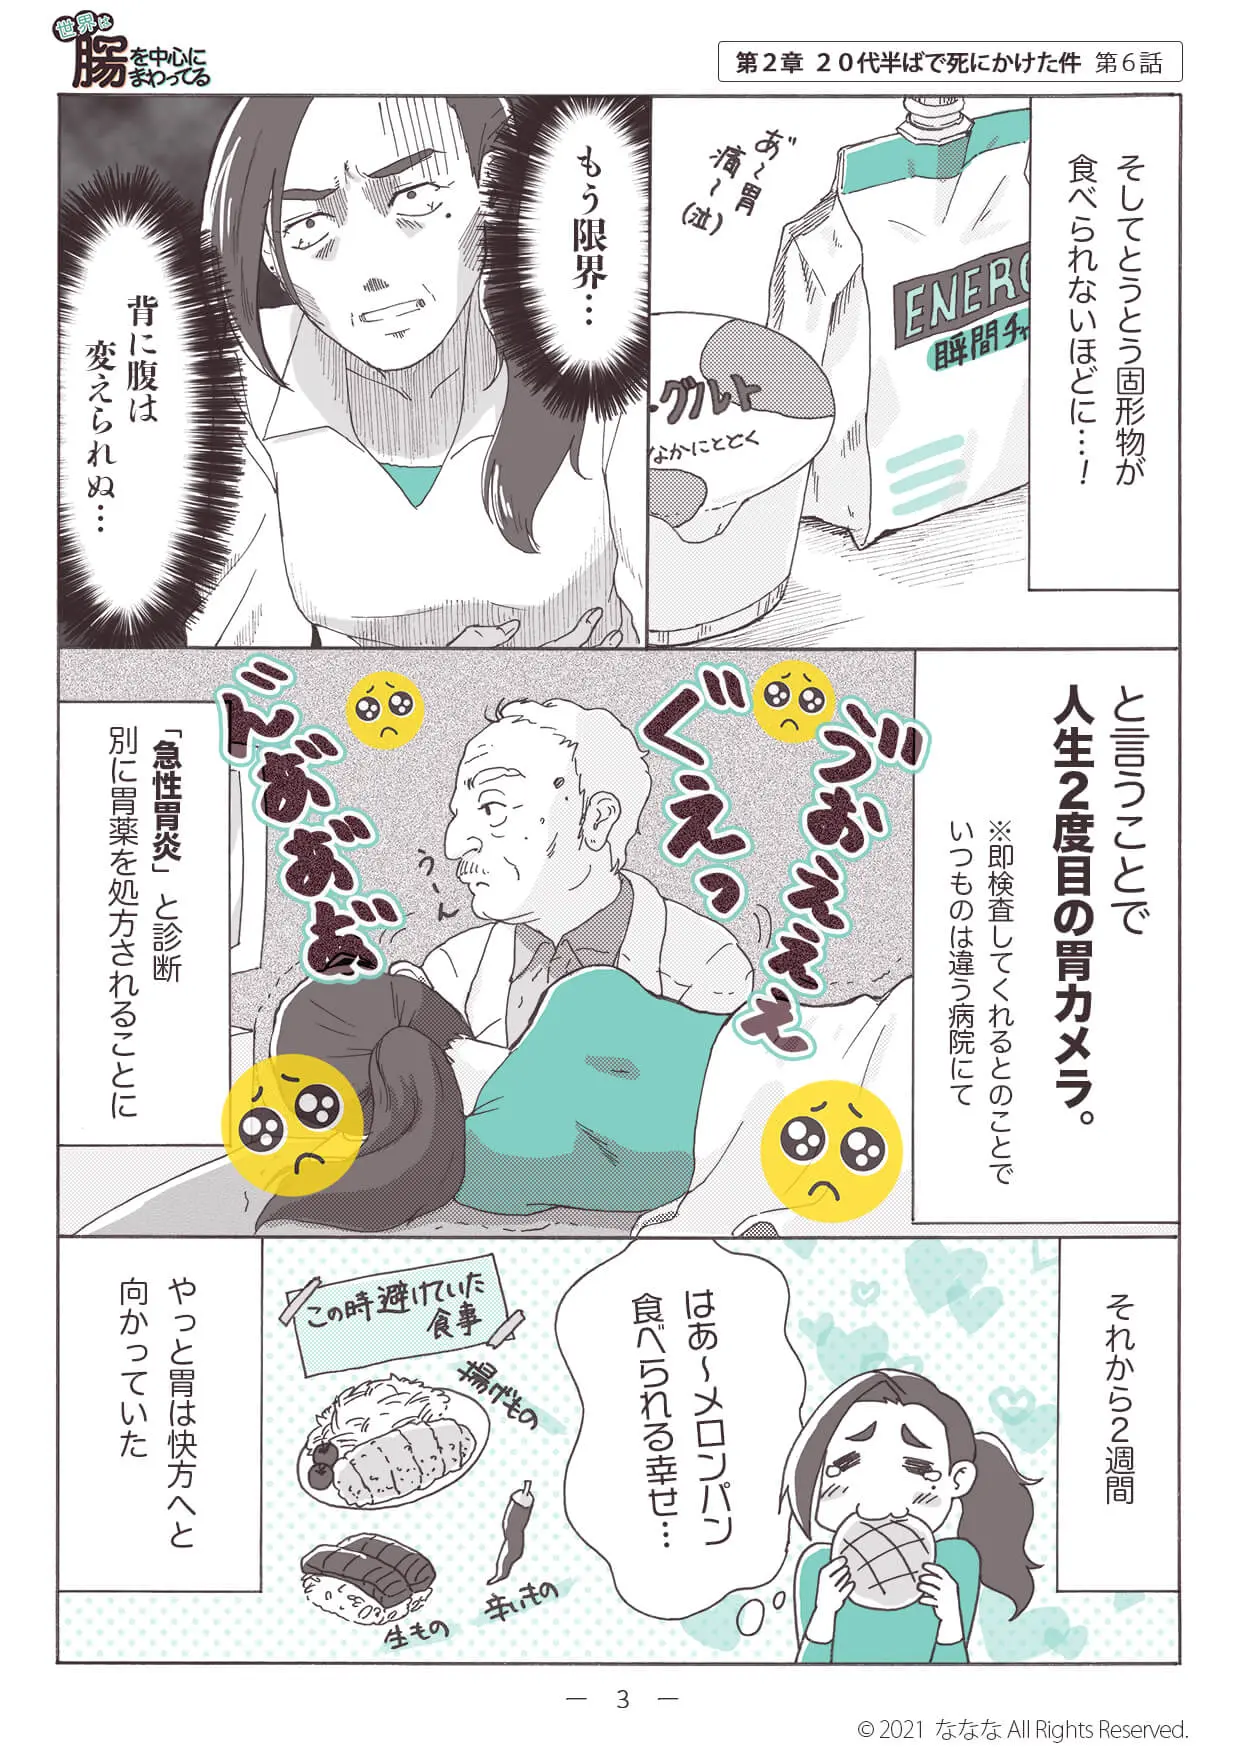 世界は
腸を中心に
まわってる
第2章 20代半ばで死にかけた件 第6話
そしてとうとう固形物が
食べられないほどに…！
あ゛〜胃
痛〜(泣)
ENERG
瞬間チャ
ーグルト
なかにとどく
もう限界…
背に腹は
変えられぬ…
と言うことで
人生2度目の胃カメラ。
※即検査してくれるとのことで
いつものは違う病院にて
ゔおぇぇぇぇ
ぐえっ
う〜ん
「急性胃炎」と診断
別に胃薬を処方されることに
それから2週間
はあ〜メロンパン
食べられる幸せ…
この時避けていた
食事
揚げもの
辛いもの
生もの
やっと胃は快方へと
向かっていた
— 3 —
© 2021 ななな All Rights Reserved.